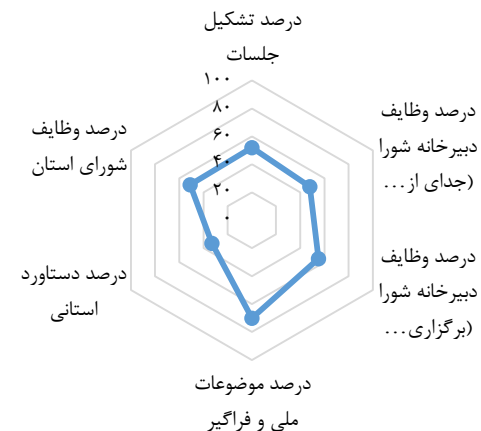 درصد تشکیل
جلسات
درصد وظایف
دبیرخانه شورا
(جدای از...
درصد وظایف
دبیرخانه شورا
(برگزاری...
درصد موضوعات
ملی و فراگیر
درصد دستاورد
استانی
درصد وظایف
شورای استان
۱۰۰
۸۰
۶۰
۴۰
۲۰
۰